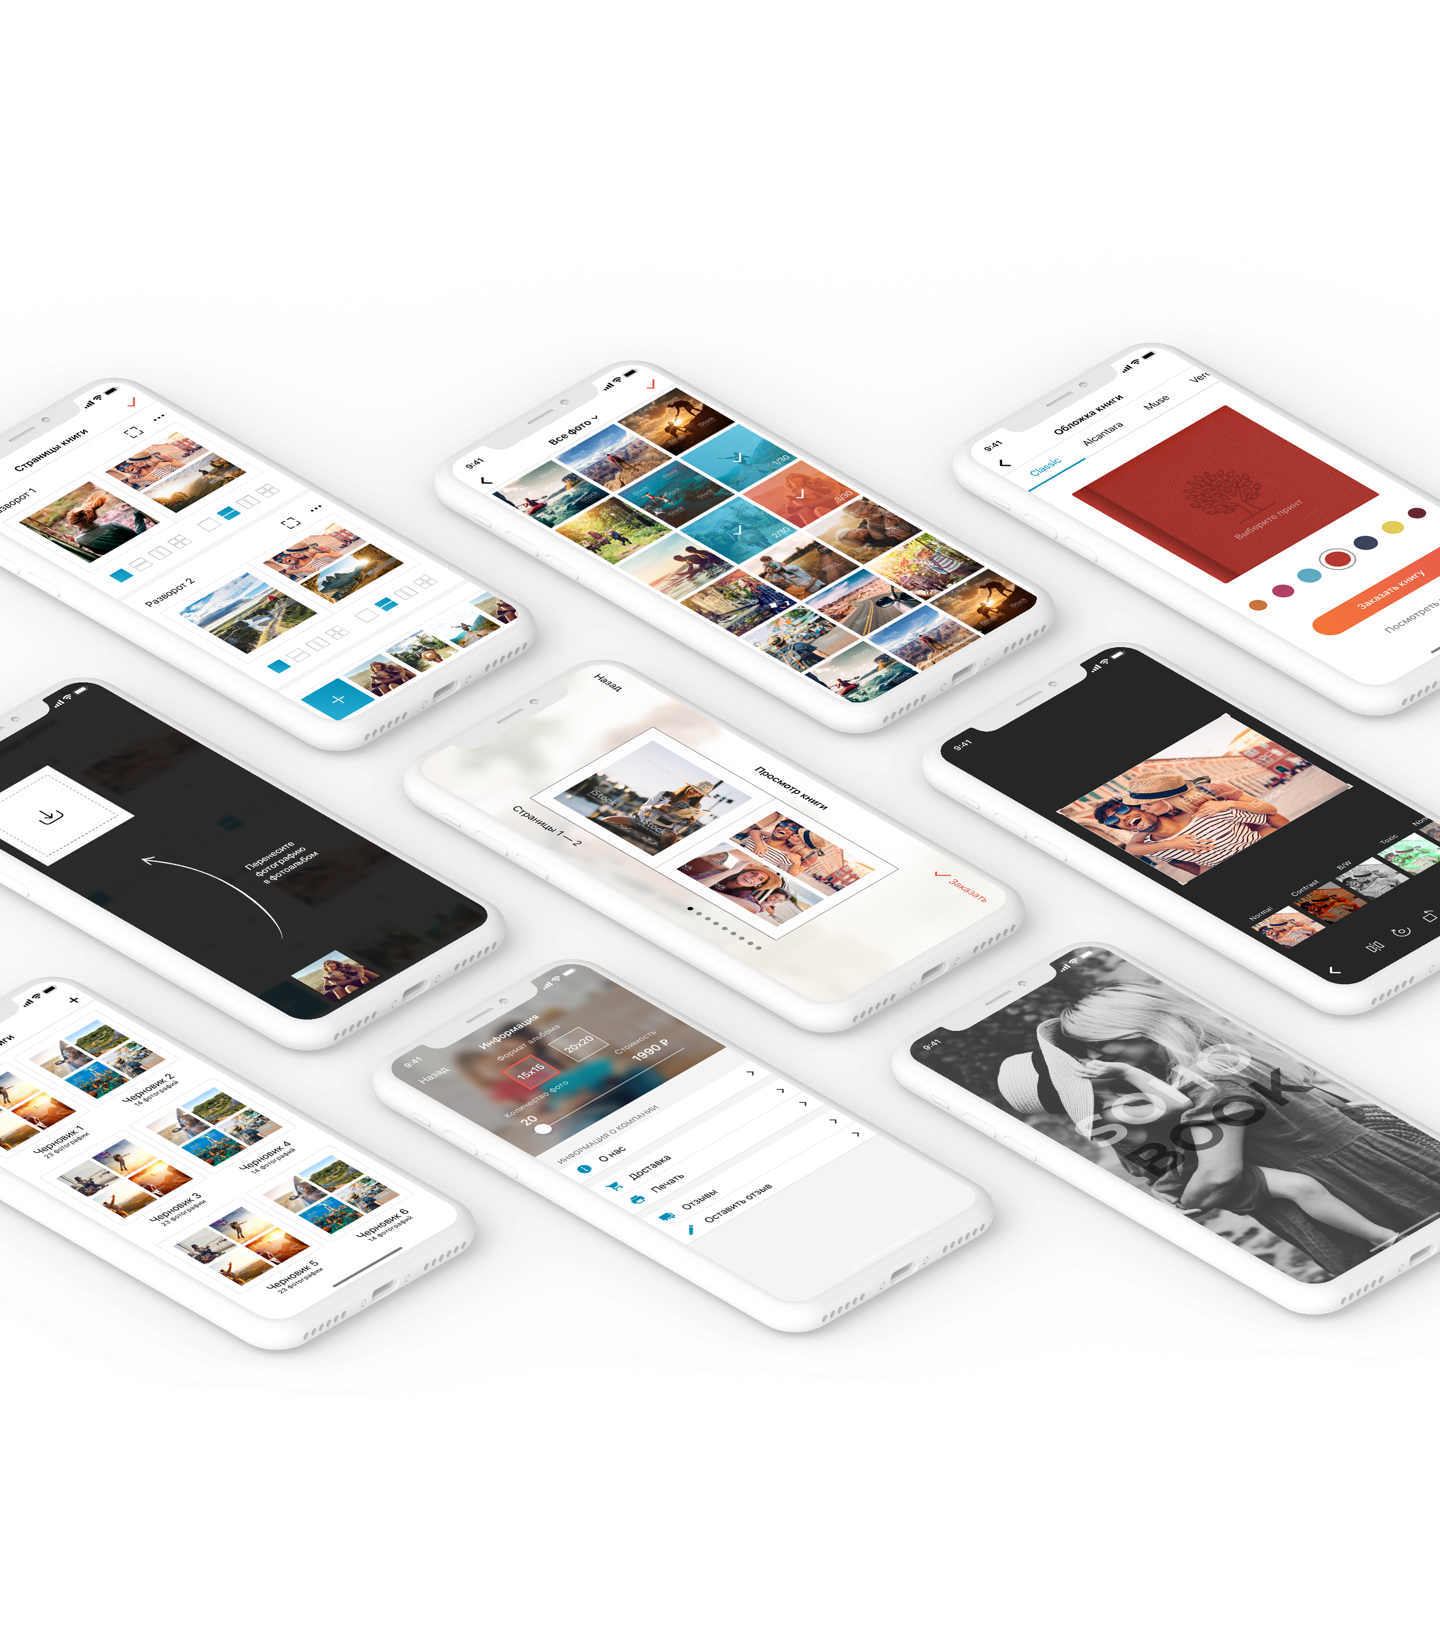 Страницы книги
Разворот 1
Разворот 2
9:41
Все фото
1/30
2/30
3/30
9:41
Обложка книги
Classic
Alcantara
Muse
Выберите принт
Заказать книгу
Посмотреть
Перенесите
фотографию
в фотоальбом
Назад
Просмотр книги
Страницы 1 — 2
iStock
iStock
Заказать
9:41
Normal
Contrast
B/W
Toxic
Черновик 1
23 фотографии
Черновик 2
14 фотографий
Черновик 3
23 фотографии
Черновик 4
14 фотографий
Черновик 5
23 фотографии
Черновик 6
14 фотографий
9:41
Назад
Информация
Формат альбома
15x15
20x20
Количество фото
20
Стоимость
1990 ₽
ИНФОРМАЦИЯ О КОМПАНИИ
О нас
Доставка
Печать
Отзывы
Оставить отзыв
9:41
SOHO
BOOK